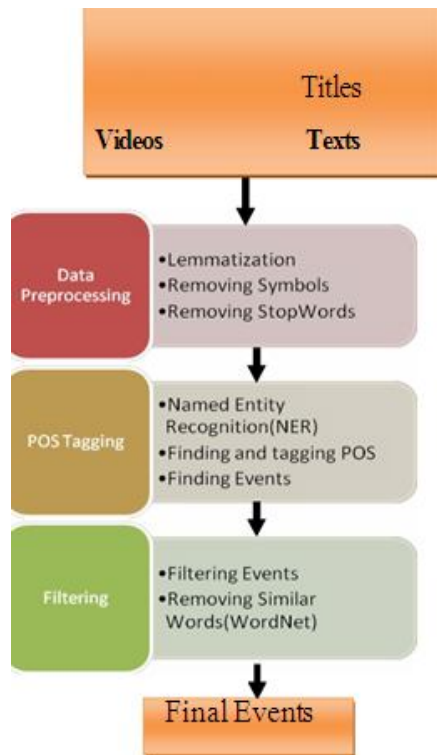 Titles
Videos Texts
Data
Preprocessing
•Lemmatization
•Removing Symbols
•Removing StopWords
POS Tagging
•Named Entity
Recognition(NER)
•Finding and tagging POS
•Finding Events
Filtering
•Filtering Events
•Removing Similar
Words(WordNet)
Final Events